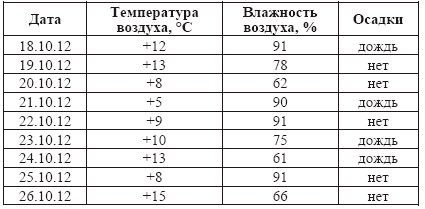 Дата Температура воздуха, °C Влажность воздуха, % Осадки
18.10.12 +12 91 дождь
19.10.12 +13 78 нет
20.10.12 +8 62 нет
21.10.12 +5 90 дождь
22.10.12 +9 91 нет
23.10.12 +10 75 дождь
24.10.12 +13 61 дождь
25.10.12 +8 91 нет
26.10.12 +15 66 нет